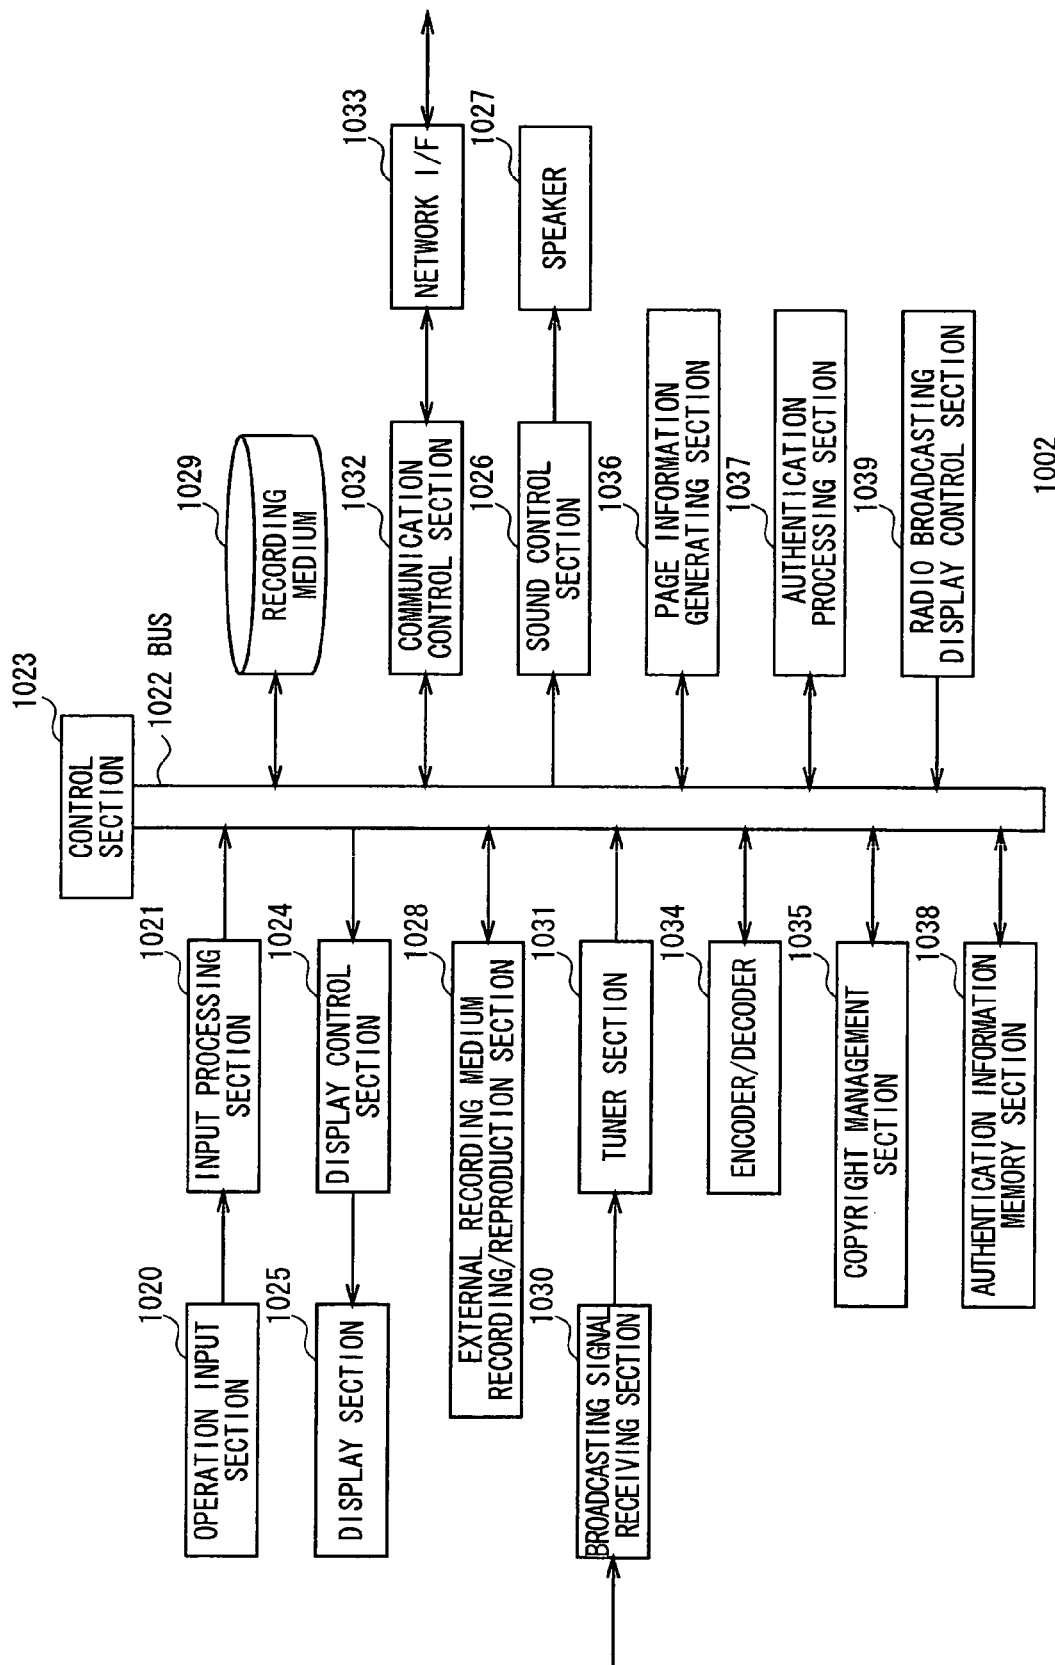 1023
CONTROL
SECTION
1022 BUS
1020
OPERATION INPUT
SECTION
1021
INPUT PROCESSING
SECTION
1025
DISPLAY SECTION
1024
DISPLAY CONTROL
SECTION
1028
EXTERNAL RECORDING MEDIUM
RECORDING/REPRODUCTION SECTION
1030
BROADCASTING SIGNAL
RECEIVING SECTION
1031
TUNER SECTION
1034
ENCODER/DECODER
1035
COPYRIGHT MANAGEMENT
SECTION
1038
AUTHENTICATION INFORMATION
MEMORY SECTION
1029
RECORDING
MEDIUM
1032
COMMUNICATION
CONTROL SECTION
1033
NETWORK I/F
1026
SOUND CONTROL
SECTION
1027
SPEAKER
1036
PAGE INFORMATION
GENERATING SECTION
1037
AUTHENTICATION
PROCESSING SECTION
1039
RADIO BROADCASTING
DISPLAY CONTROL SECTION
1002